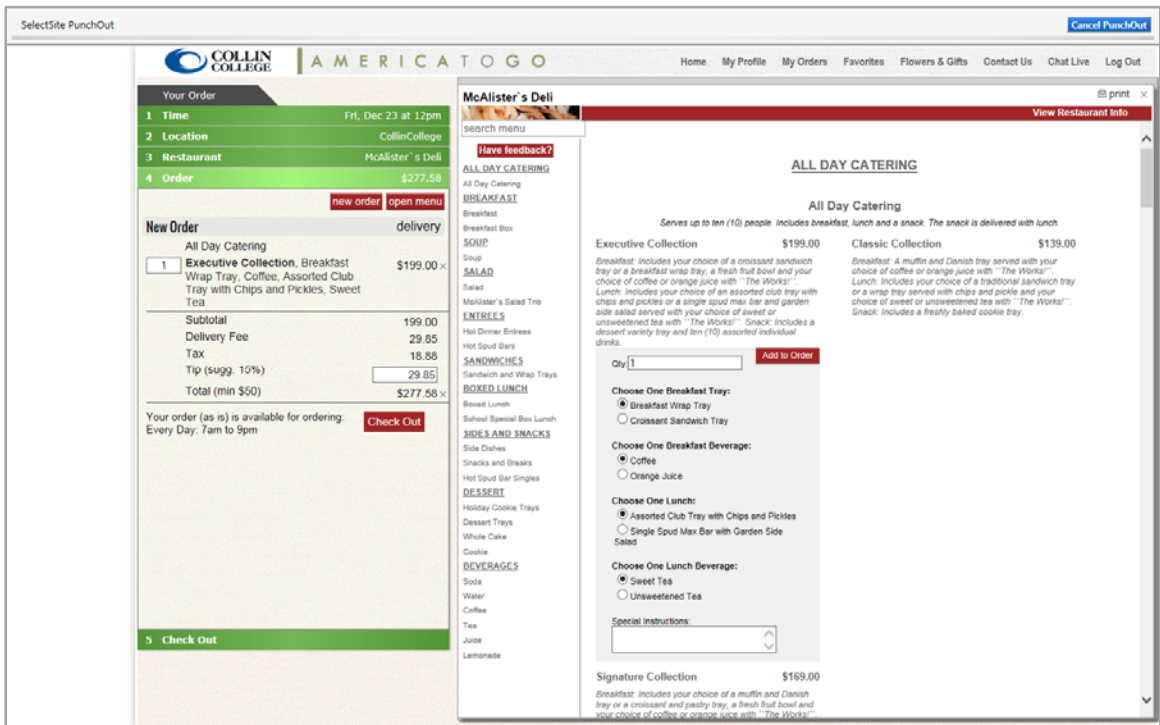 SelectSite PunchOut
Cancel PunchOut
COLLIN
COLLEGE
AMERICATOGO
Home My Profile My Orders Favorites Flowers & Gifts Contact Us Chat Live Log Out
Your Order
1 Time Fri, Dec 23 at 12pm
2 Location CollinCollege
3 Restaurant McAlister`s Deli
4 Order $277.58
new order open menu
New Order delivery
All Day Catering
1 Executive Collection, Breakfast
Wrap Tray, Coffee, Assorted Club
Tray with Chips and Pickles, Sweet
Tea
$199.00 ×
Subtotal 199.00
Delivery Fee 29.85
Tax 18.88
Tip (sugg. 15%) 29.85
Total (min $50) $277.58 ×
Your order (as is) is available for ordering:
Every Day: 7am to 9pm
Check Out
5 Check Out
McAlister`s Deli
print ×
View Restaurant Info
search menu
Have feedback?
ALL DAY CATERING
All Day Catering
BREAKFAST
Breakfast
Breakfast Box
SOUP
Soup
SALAD
Salad
McAlister's Salad Trio
ENTREES
Hot Dinner Entrees
Hot Spud Bars
SANDWICHES
Sandwich and Wrap Trays
BOXED LUNCH
Boxed Lunch
School Special Box Lunch
SIDES AND SNACKS
Side Dishes
Snacks and Breaks
Hot Spud Bar Singles
DESSERT
Holiday Cookie Trays
Dessert Trays
Whole Cake
Cookie
BEVERAGES
Soda
Water
Coffee
Tea
Juice
Lemonade
ALL DAY CATERING
All Day Catering
Serves up to ten (10) people. Includes breakfast, lunch and a snack. The snack is delivered with lunch.
Executive Collection $199.00
Breakfast: Includes your choice of a croissant sandwich
tray or a breakfast wrap tray, a fresh fruit bowl and your
choice of coffee or orange juice with ``The Works!``.
Lunch: Includes your choice of an assorted club tray with
chips and pickles or a single spud max bar and garden
side salad served with your choice of sweet or
unsweetened tea with ``The Works!``. Snack: Includes a
dessert variety tray and ten (10) assorted individual
drinks.
Classic Collection $139.00
Breakfast: A muffin and Danish tray served with your
choice of coffee or orange juice with ``The Works!``.
Lunch: Includes your choice of a traditional sandwich tray
or a wrap tray served with chips and pickle and your
choice of sweet or unsweetened tea with ``The Works!``.
Snack: Includes a freshly baked cookie tray.
Qty 1
Add to Order
Choose One Breakfast Tray:
Breakfast Wrap Tray
Croissant Sandwich Tray
Choose One Breakfast Beverage:
Coffee
Orange Juice
Choose One Lunch:
Assorted Club Tray with Chips and Pickles
Single Spud Max Bar with Garden Side
Salad
Choose One Lunch Beverage:
Sweet Tea
Unsweetened Tea
Special Instructions:
Signature Collection $169.00
Breakfast: Includes your choice of a muffin and Danish
tray or a croissant and pastry tray, a fresh fruit bowl and
your choice of coffee or orange juice with ``The Works!``.